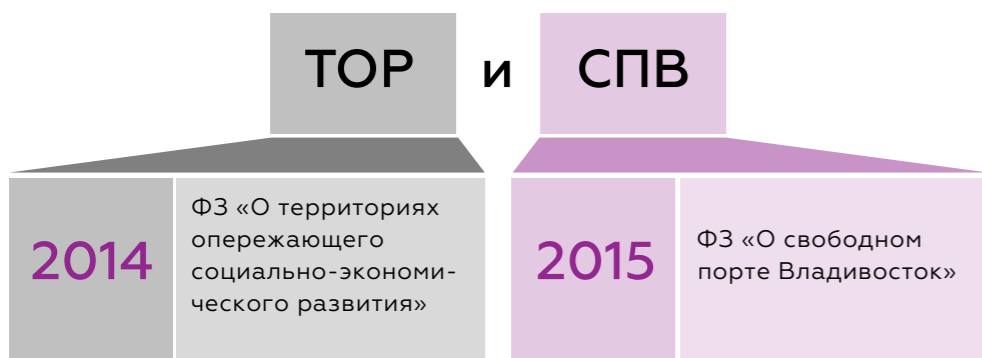 ТОР и СПВ
2014
ФЗ «О территориях
опережающего
социально-экономи-
ческого развития»
2015
ФЗ «О свободном
порте Владивосток»